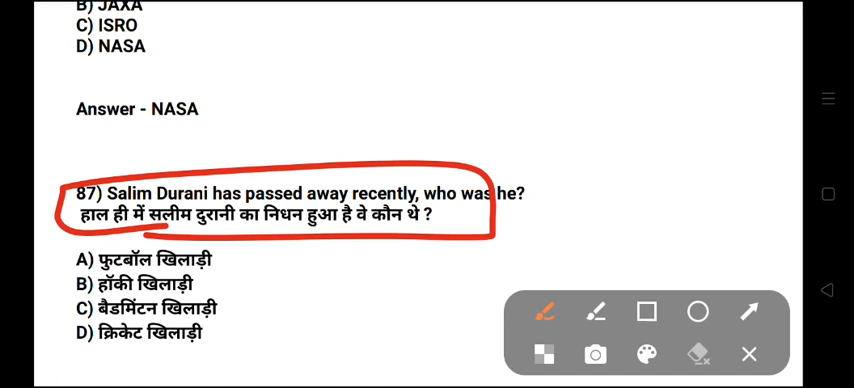 B) JAXA
C) ISRO
D) NASA
Answer - NASA
87) Salim Durani has passed away recently, who was he?
हाल ही में सलीम दुरानी का निधन हुआ है वे कौन थे ?
A) फुटबॉल खिलाड़ी
B) हॉकी खिलाड़ी
C) बैडमिंटन खिलाड़ी
D) क्रिकेट खिलाड़ी